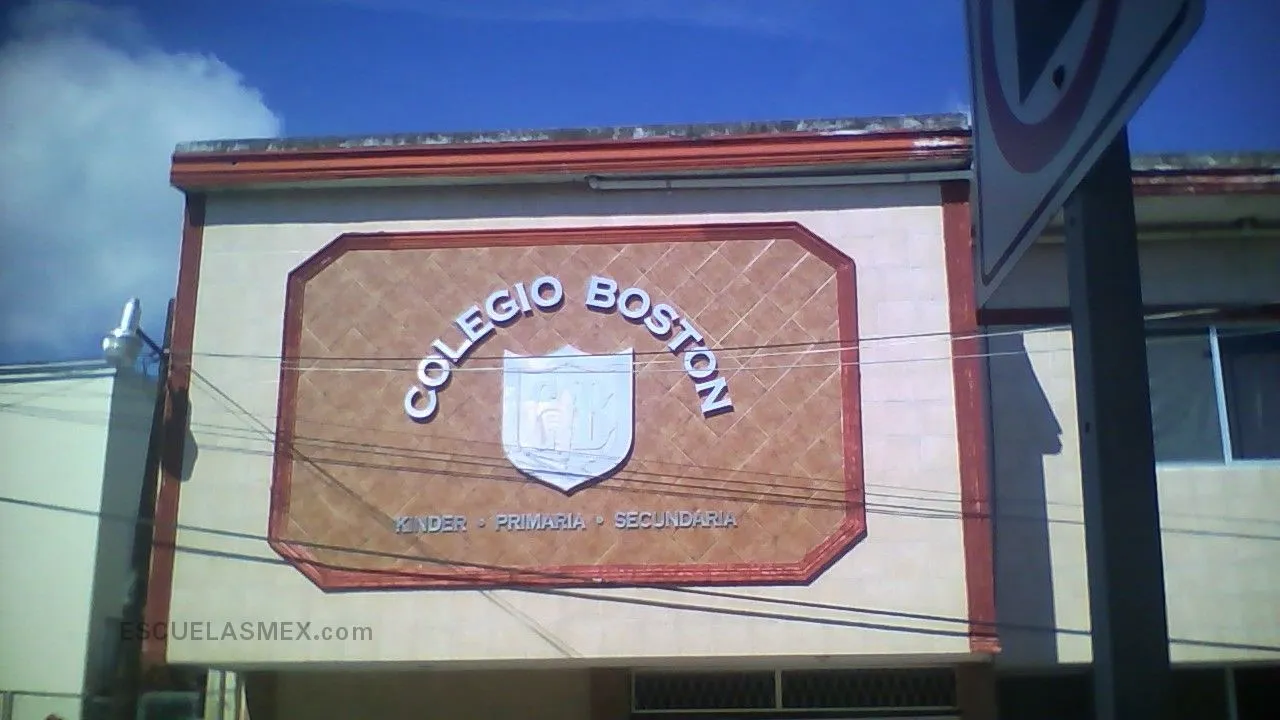 COLEGIO BOSTON
KINDER • PRIMARIA • SECUNDARIA
ESCUELASMEX.com